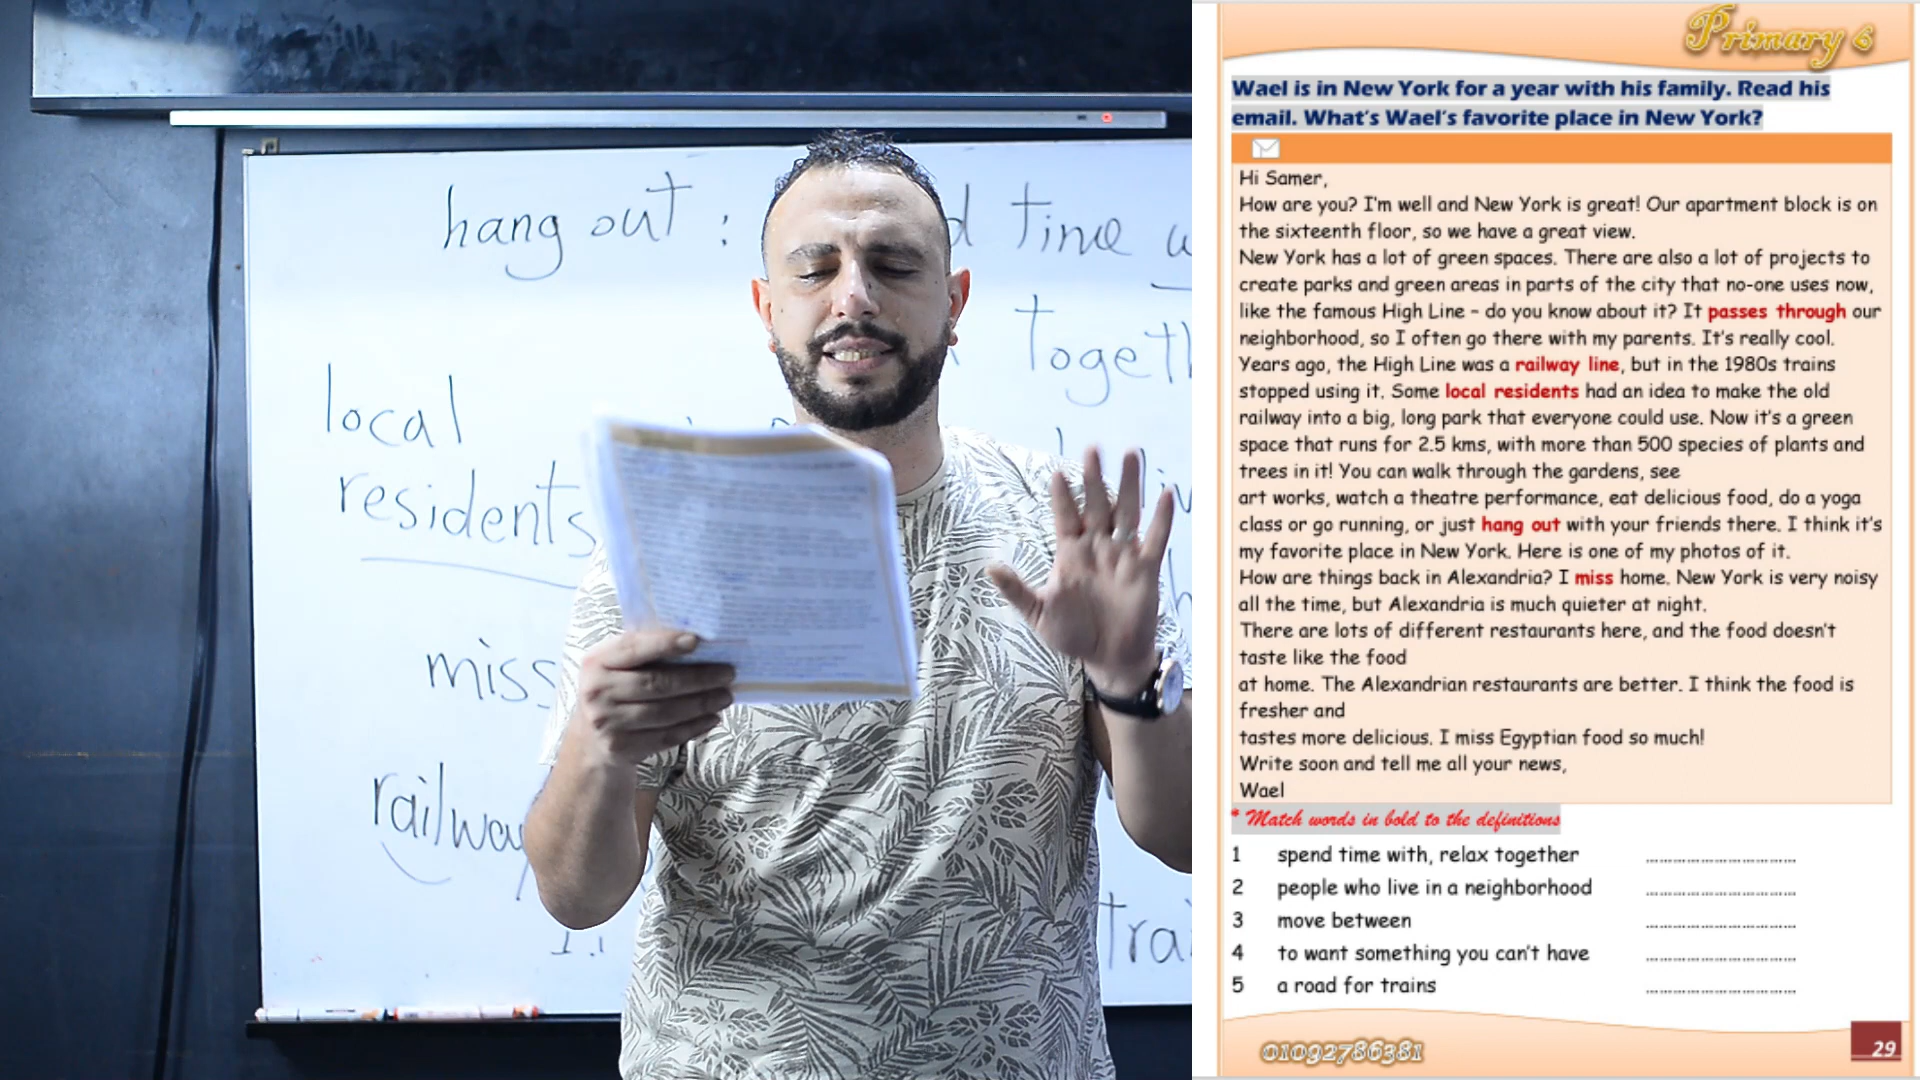 hang out : time
Togeth
local
residents
miss
railway
Primary 6
Wael is in New York for a year with his family. Read his
email. What's Wael's favorite place in New York?
Hi Samer,
How are you? I'm well and New York is great! Our apartment block is on
the sixteenth floor, so we have a great view.
New York has a lot of green spaces. There are also a lot of projects to
create parks and green areas in parts of the city that no-one uses now,
like the famous High Line – do you know about it? It passes through our
neighborhood, so I often go there with my parents. It's really cool.
Years ago, the High Line was a railway line, but in the 1980s trains
stopped using it. Some local residents had an idea to make the old
railway into a big, long park that everyone could use. Now it's a green
space that runs for 2.5 kms, with more than 500 species of plants and
trees in it! You can walk through the gardens, see
art works, watch a theatre performance, eat delicious food, do a yoga
class or go running, or just hang out with your friends there. I think it's
my favorite place in New York. Here is one of my photos of it.
How are things back in Alexandria? I miss home. New York is very noisy
all the time, but Alexandria is much quieter at night.
There are lots of different restaurants here, and the food doesn't
taste like the food
at home. The Alexandrian restaurants are better. I think the food is
fresher and
tastes more delicious. I miss Egyptian food so much!
Write soon and tell me all your news,
Wael
* Match words in bold to the definitions
1 spend time with, relax together ................................
2 people who live in a neighborhood ................................
3 move between ................................
4 to want something you can't have ................................
5 a road for trains ................................
01092786381
29